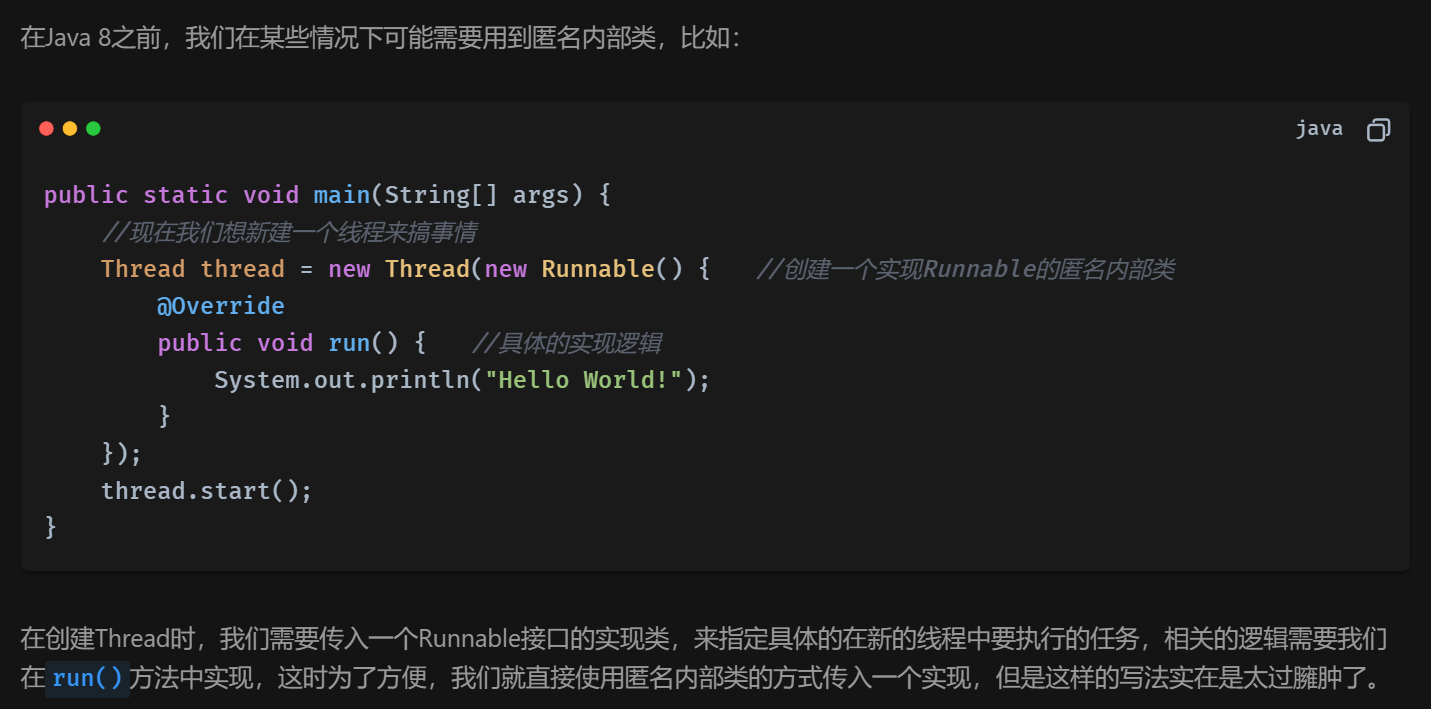 在Java 8之前，我们在某些情况下可能需要用到匿名内部类，比如：
java
public static void main(String[] args) {
    //现在我们想新建一个线程来搞事情
    Thread thread = new Thread(new Runnable() {   //创建一个实现Runnable的匿名内部类
        @Override
        public void run() {   //具体的实现逻辑
            System.out.println("Hello World!");
        }
    });
    thread.start();
}
在创建Thread时，我们需要传入一个Runnable接口的实现类，来指定具体的在新的线程中要执行的任务，相关的逻辑需要我们
在run()方法中实现，这时为了方便，我们就直接使用匿名内部类的方式传入一个实现，但是这样的写法实在是太过臃肿了。